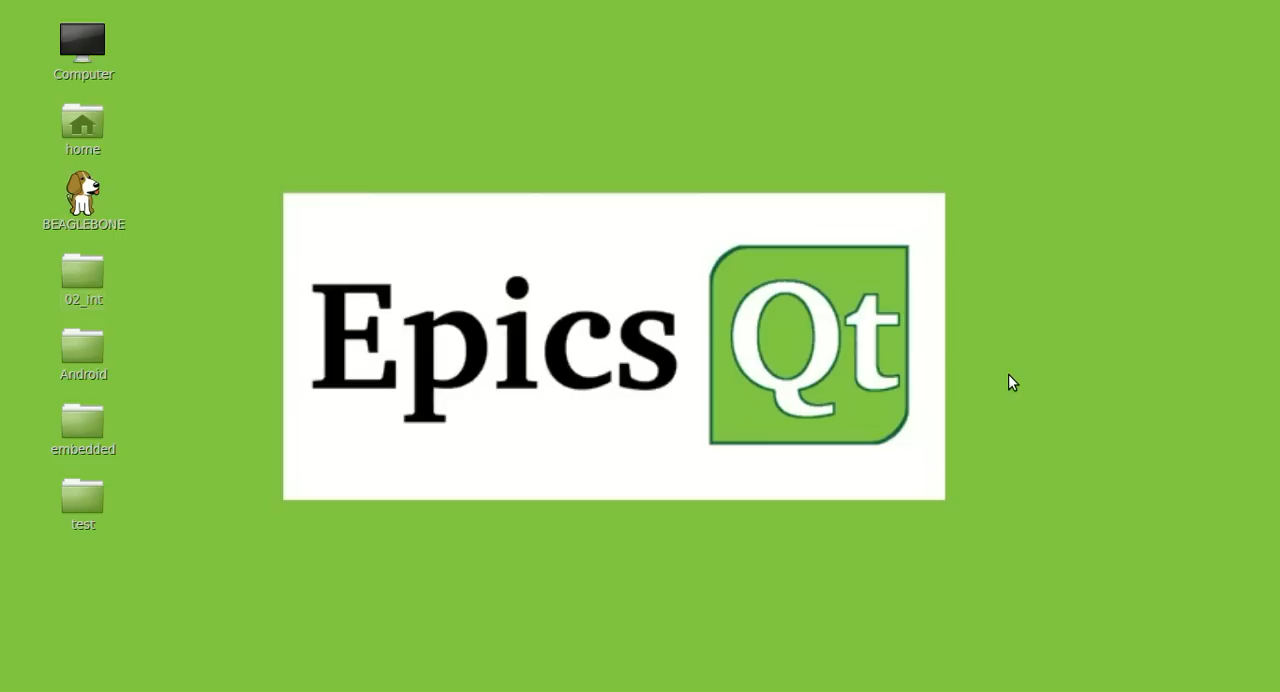 Computer
home
BEAGLEBONE
02_int
Android
embedded
test
Epics Qt